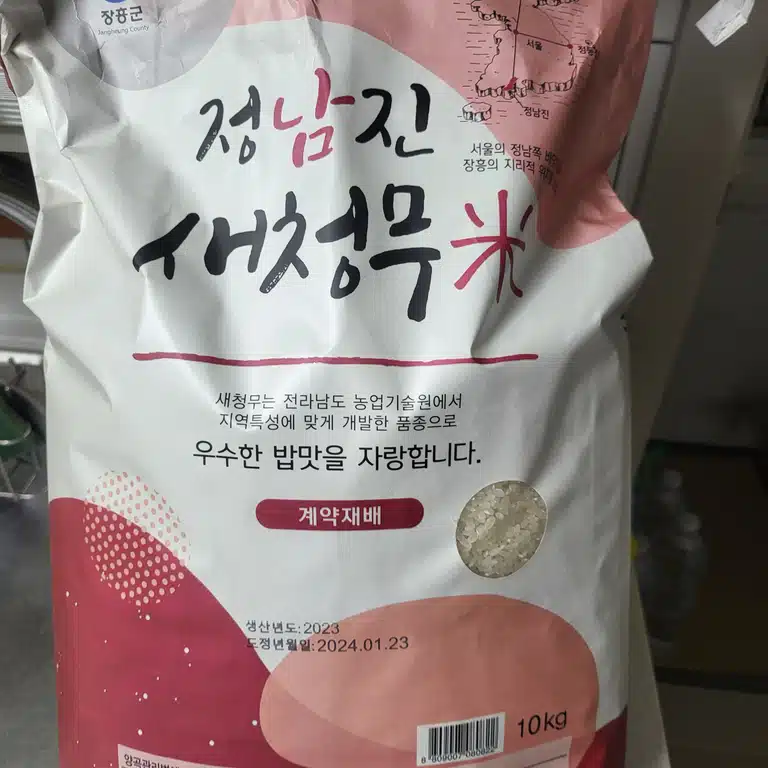 장흥군
Jangheung County
서울
정남진
서울의 정남쪽
장흥의 지리적
정남진
새청무米
새청무는 전라남도 농업기술원에서
지역특성에 맞게 개발한 품종으로
우수한 밥맛을 자랑합니다.
계약재배
생산년도:2023
도정년월일:2024.01.23
10kg
8 809007 080822